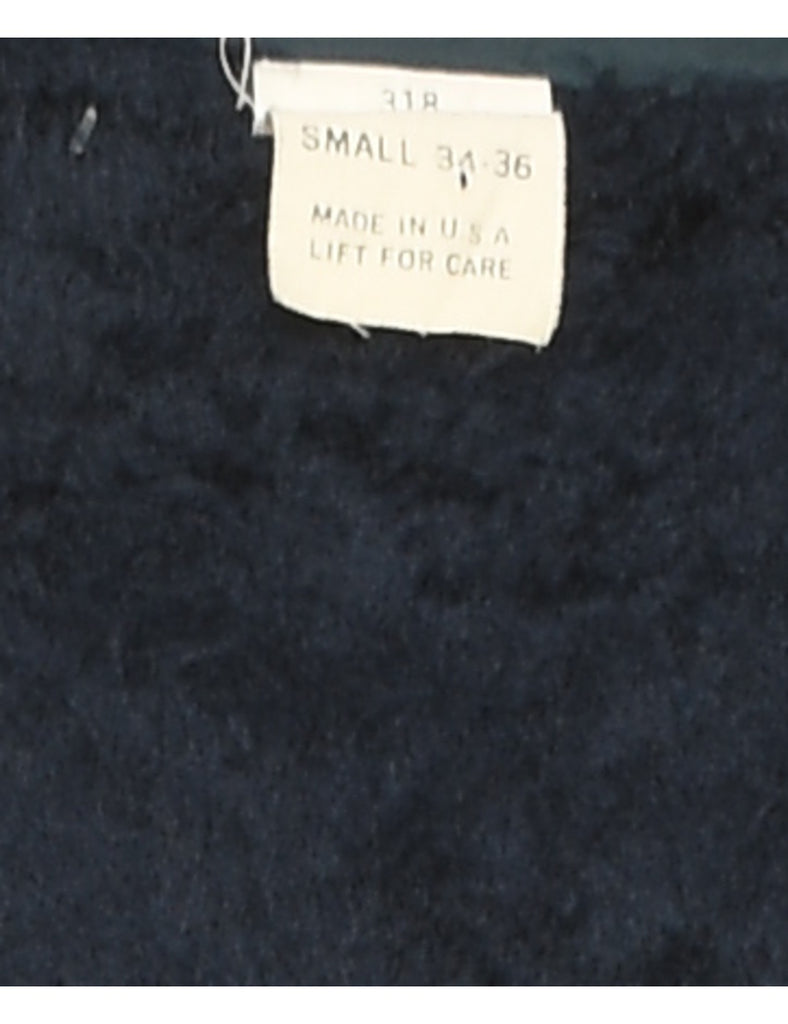 318
SMALL 34-36
MADE IN U S A
LIFT FOR CARE